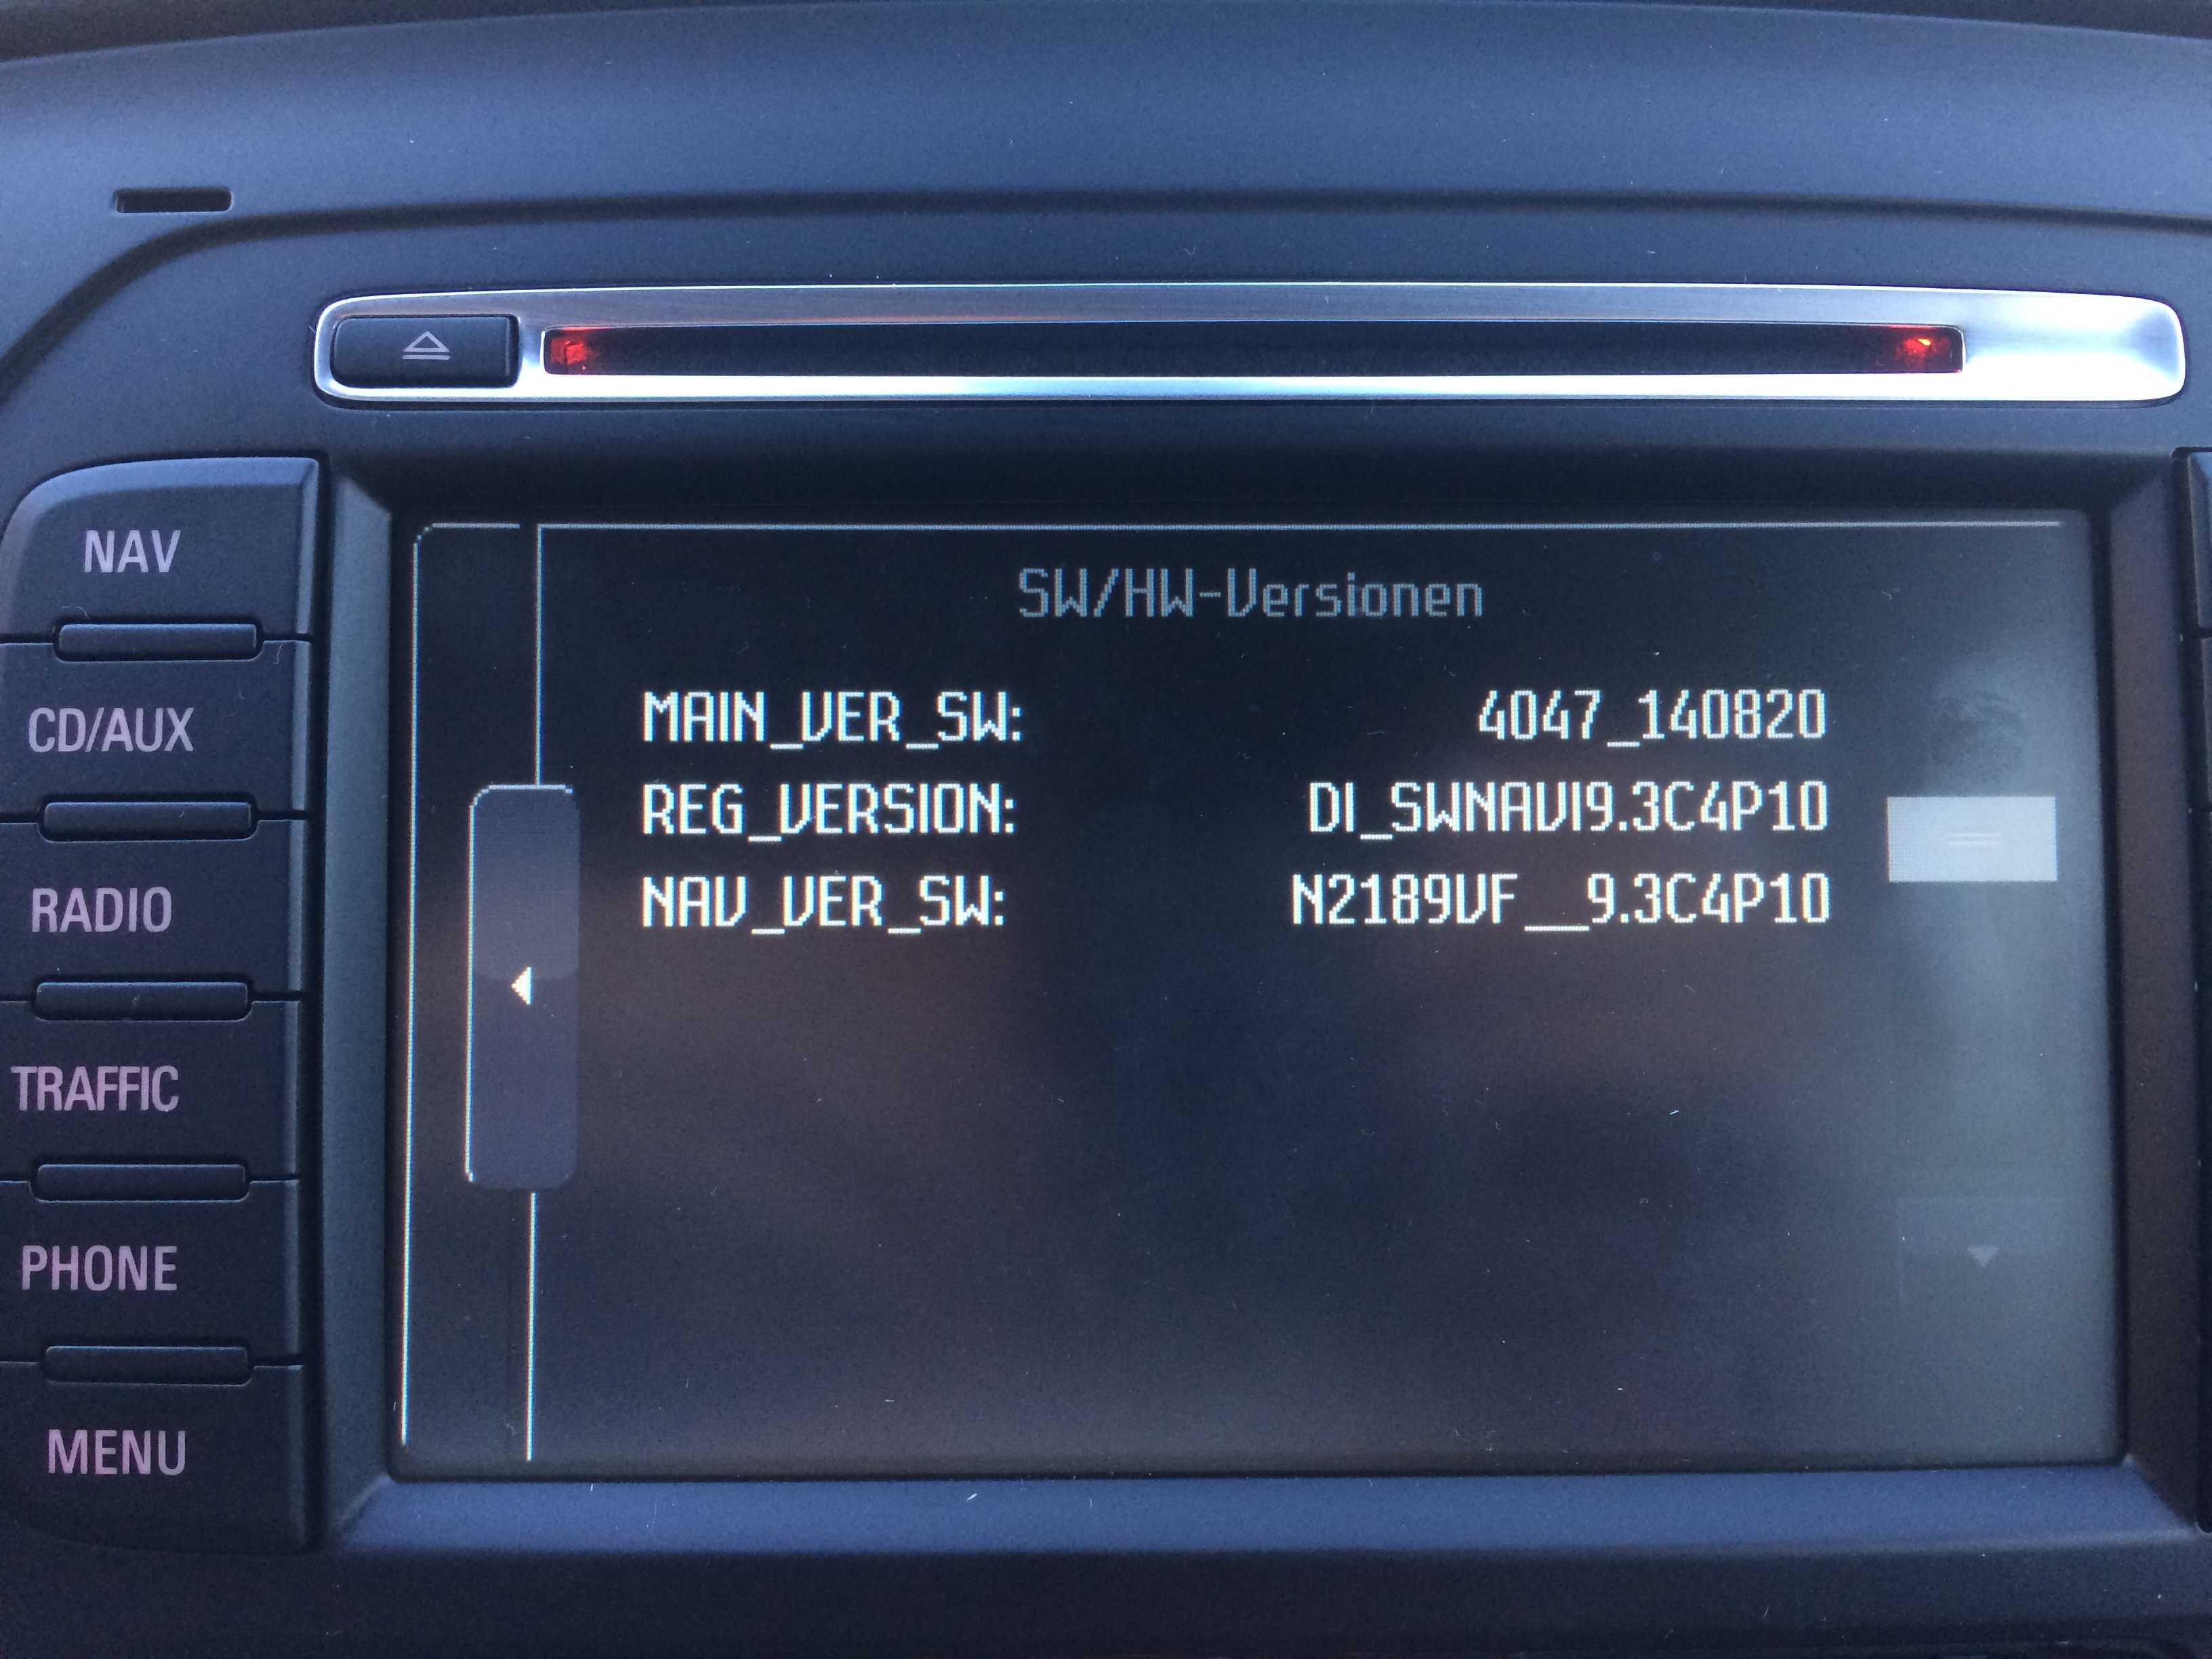 NAV
CD/AUX
RADIO
TRAFFIC
PHONE
MENU
SW/HW-Versionen
MAIN_VER_SW: 4047_140820
REG_VERSION: DI_SWNAVI9.3C4P10
NAV_VER_SW: N2189VF__9.3C4P10